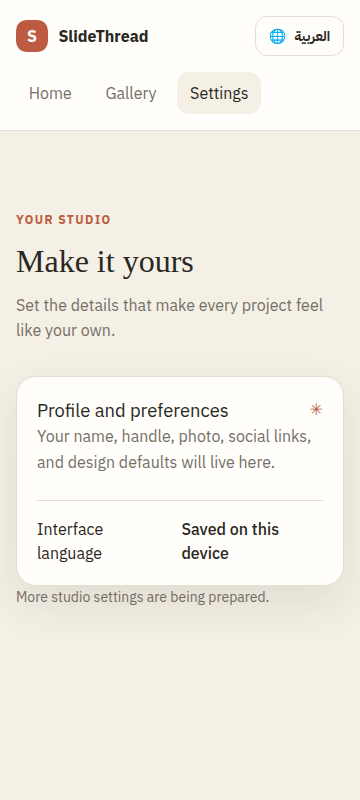 S SlideThread 🌐 العربية
Home Gallery Settings
YOUR STUDIO
Make it yours
Set the details that make every project feel
like your own.
Profile and preferences ✳
Your name, handle, photo, social links,
and design defaults will live here.
Interface language
Saved on this device
More studio settings are being prepared.